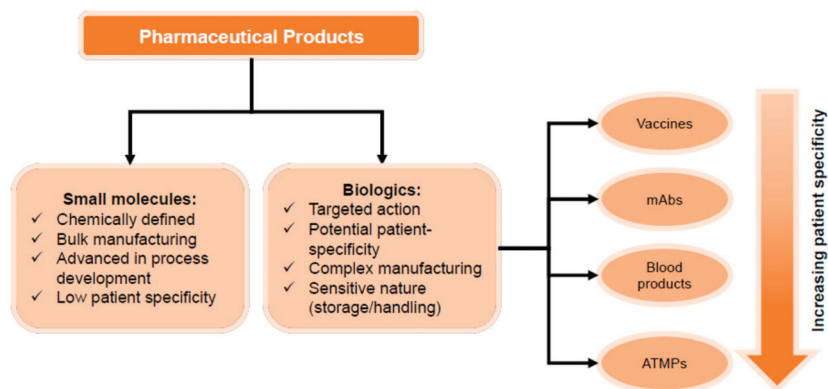 Pharmaceutical Products
Small molecules:
✓ Chemically defined
✓ Bulk manufacturing
✓ Advanced in process
development
✓ Low patient specificity
Biologics:
✓ Targeted action
✓ Potential patient-
specificity
✓ Complex manufacturing
✓ Sensitive nature
(storage/handling)
Vaccines
mAbs
Blood
products
ATMPs
Increasing patient specificity